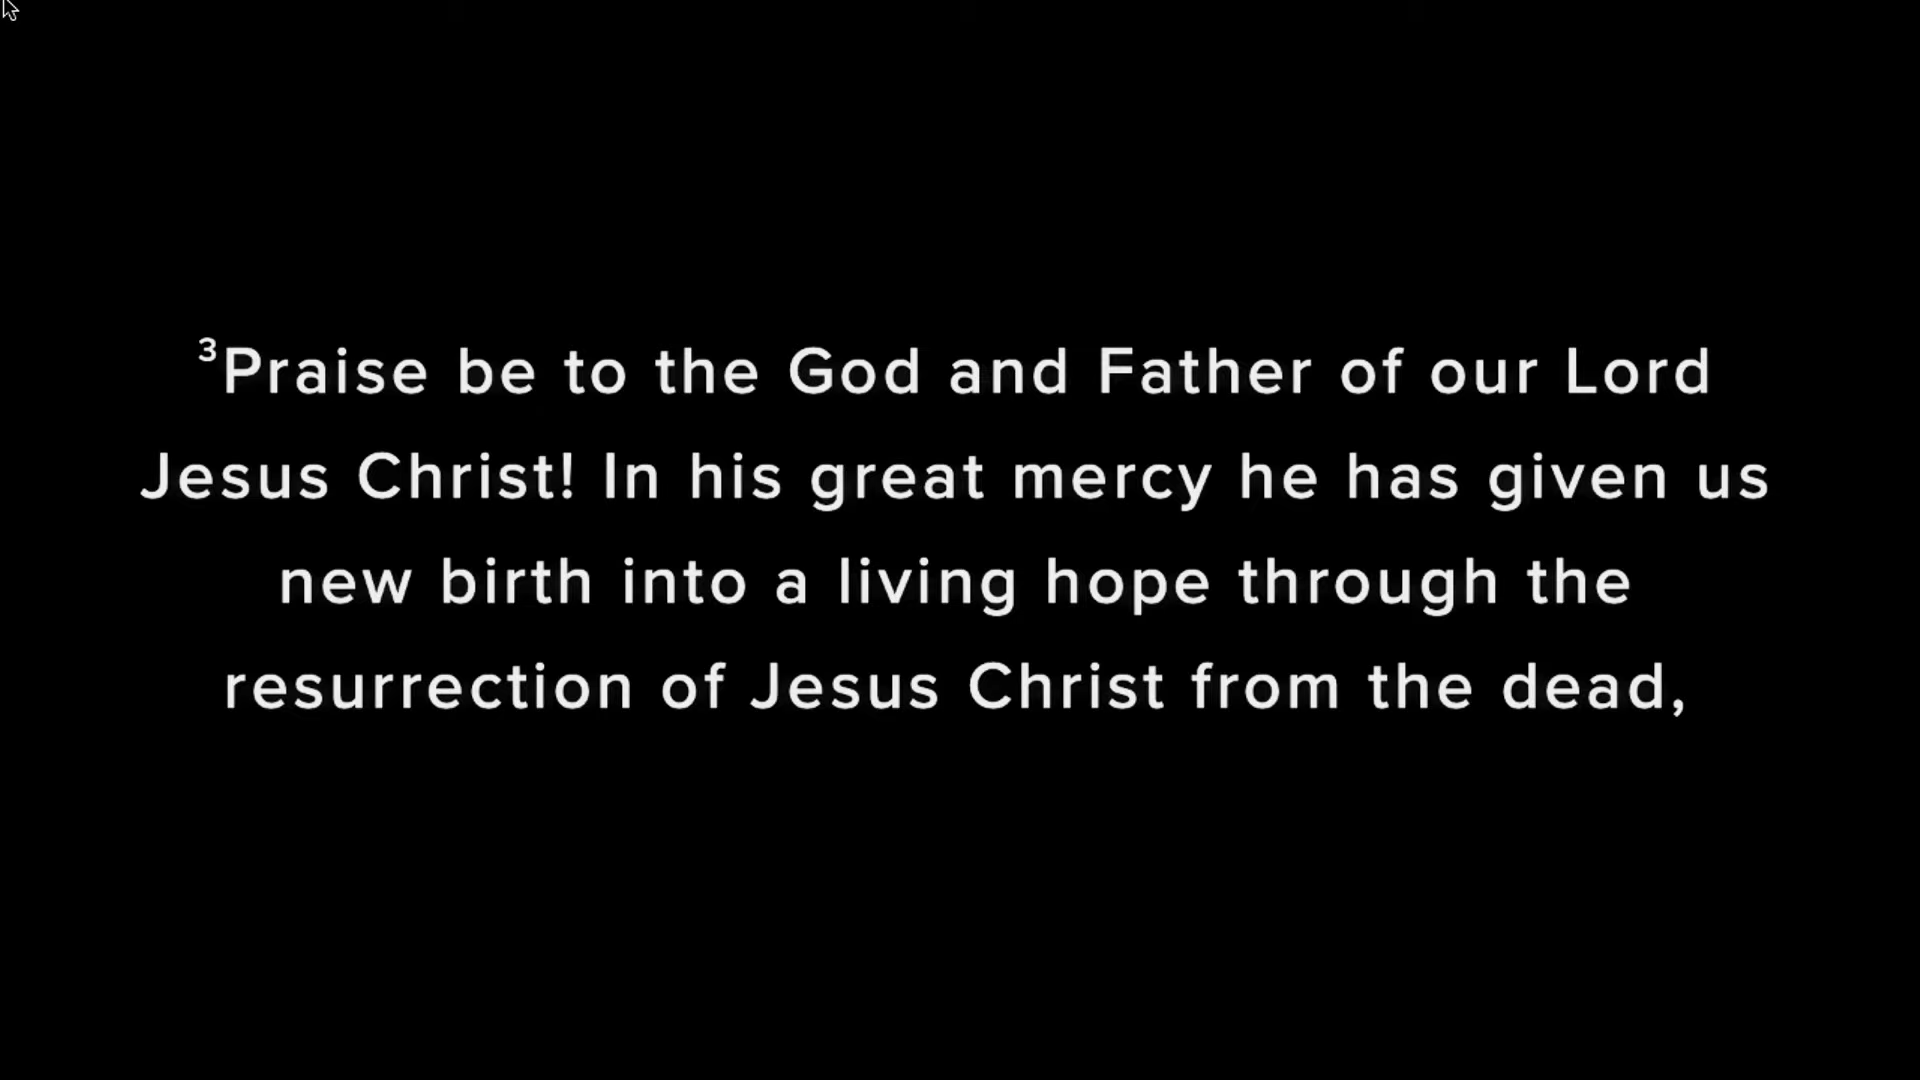 ³Praise be to the God and Father of our Lord
Jesus Christ! In his great mercy he has given us
new birth into a living hope through the
resurrection of Jesus Christ from the dead,